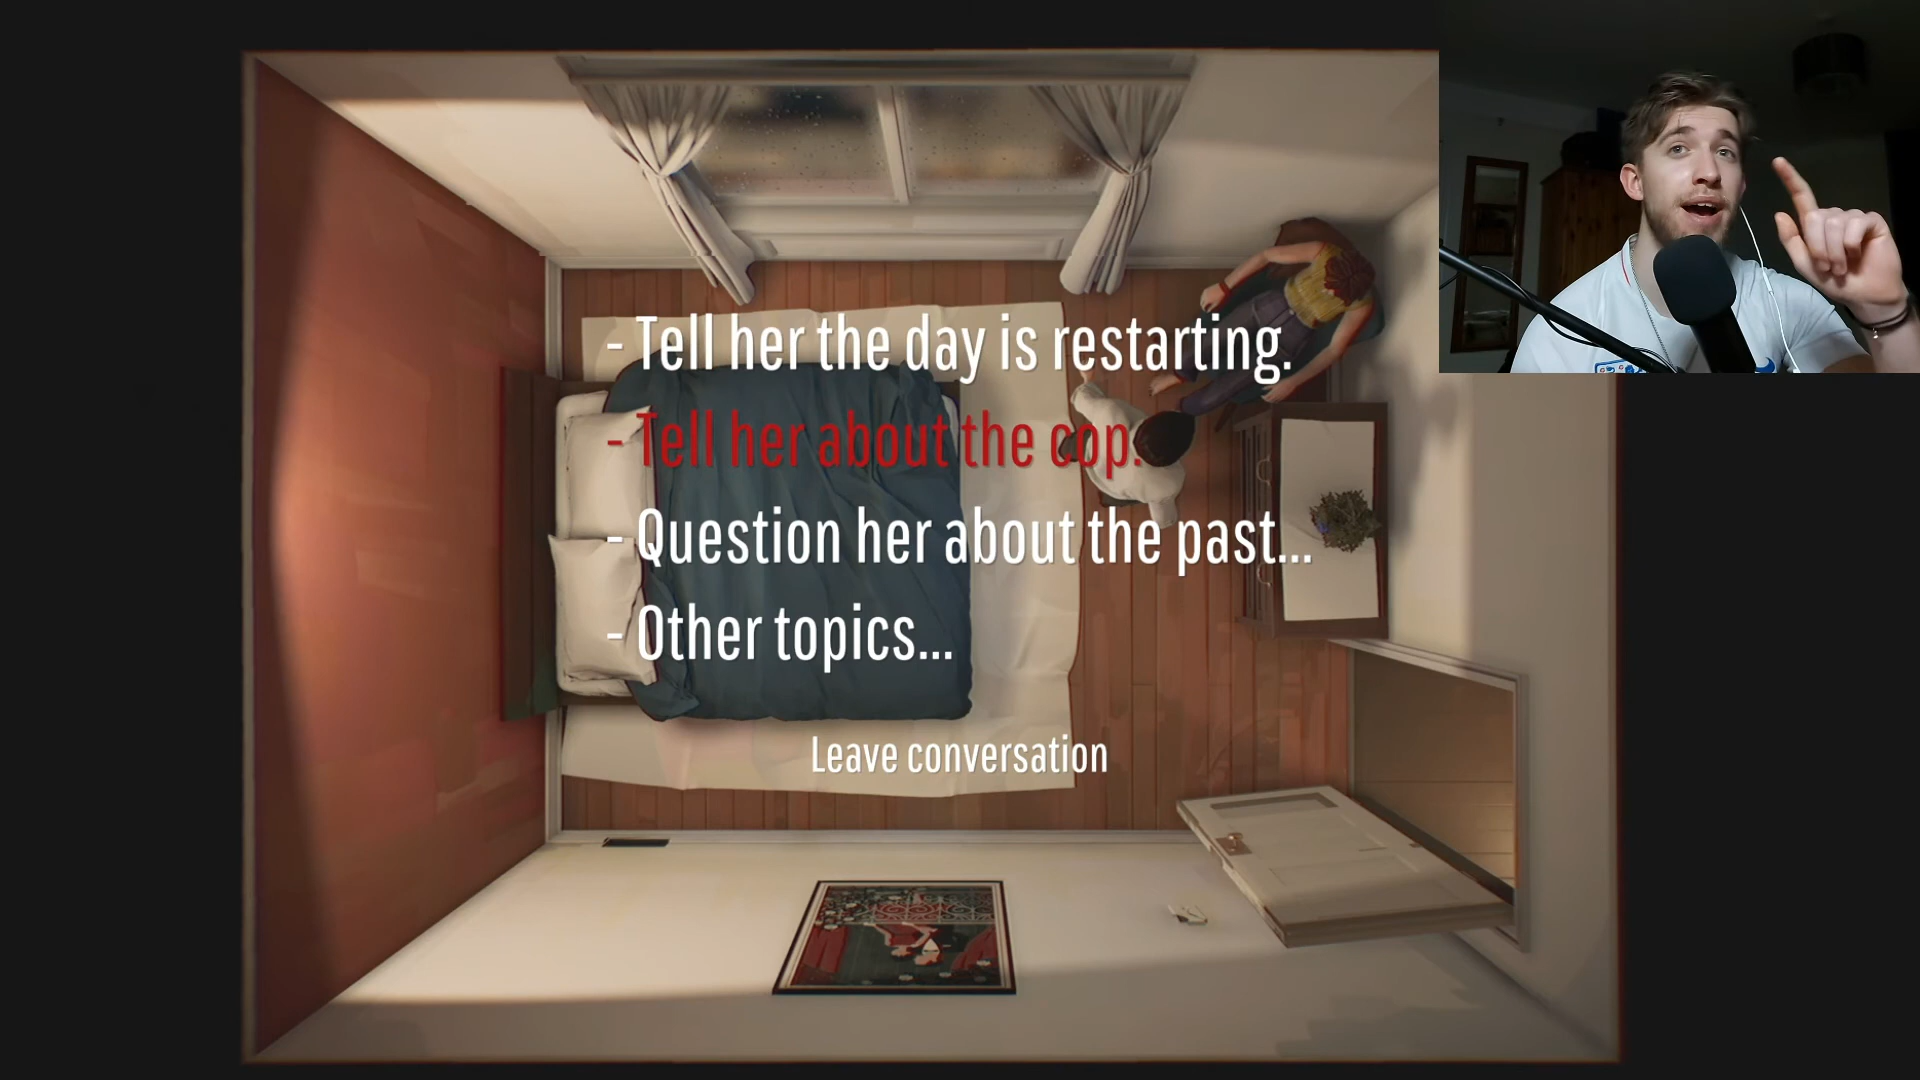 - Tell her the day is restarting.
- Tell her about the cop.
- Question her about the past...
- Other topics...
Leave conversation